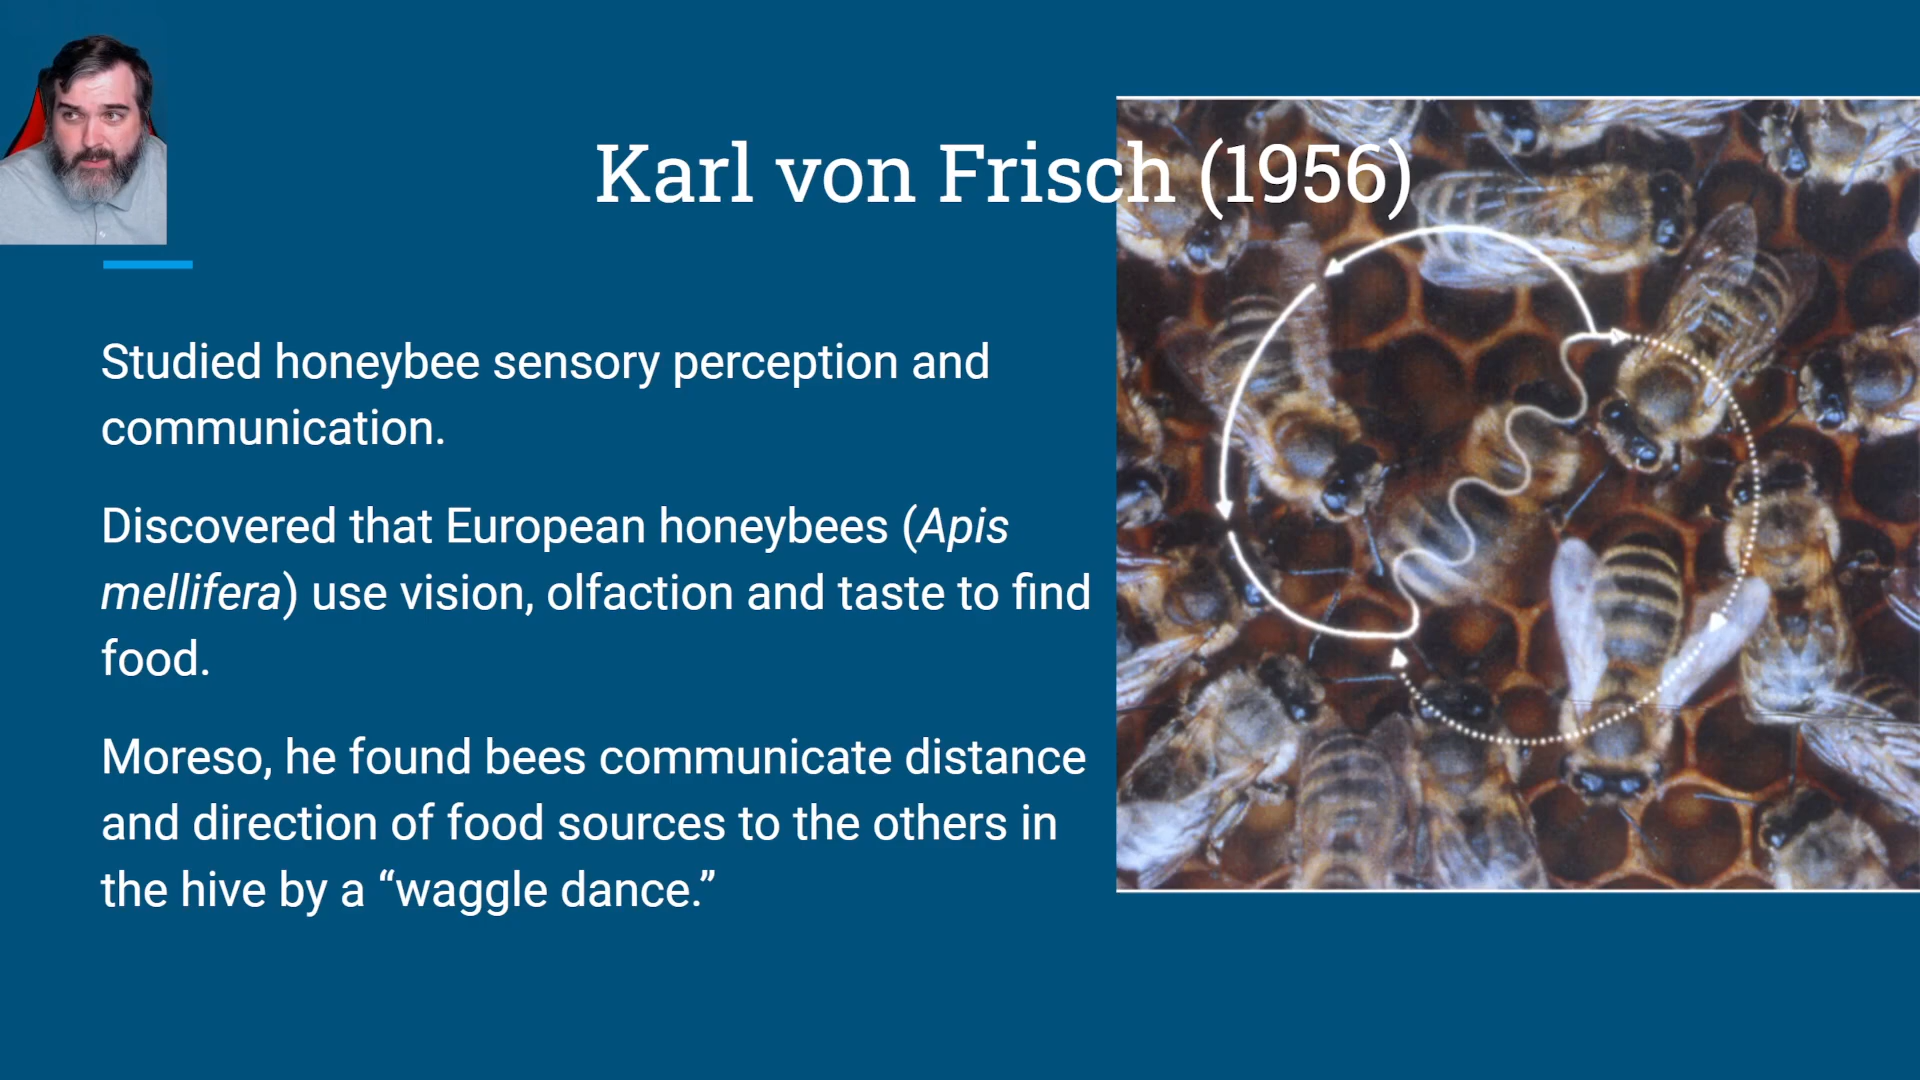 Karl von Frisch (1956)
Studied honeybee sensory perception and
communication.
Discovered that European honeybees (Apis
mellifera) use vision, olfaction and taste to find
food.
Moreso, he found bees communicate distance
and direction of food sources to the others in
the hive by a “waggle dance.”